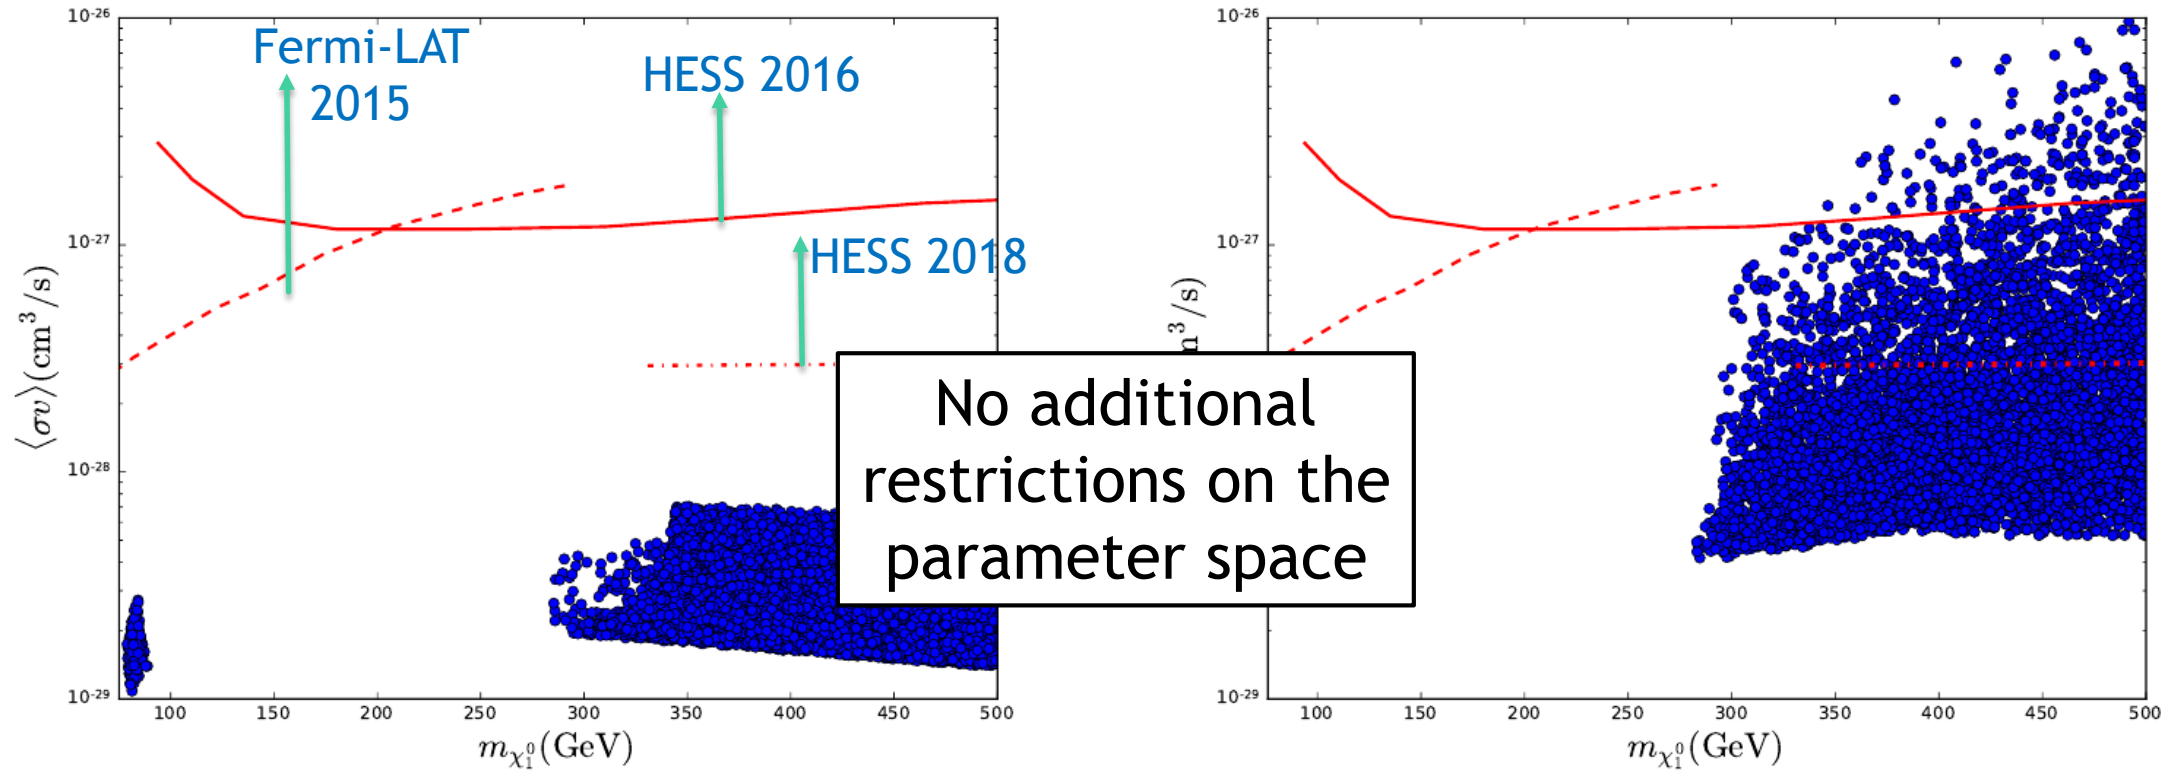 10⁻²⁶
Fermi-LAT
2015
HESS 2016
10⁻²⁷
HESS 2018
⟨σv⟩(cm³/s)
10⁻²⁸
10⁻²⁹
100 150 200 250 300 350 400 450 500
m_χ₁⁰(GeV)
No additional
restrictions on the
parameter space
10⁻²⁶
10⁻²⁷
m³/s)
10⁻²⁹
100 150 200 250 300 350 400 450 500
m_χ₁⁰(GeV)